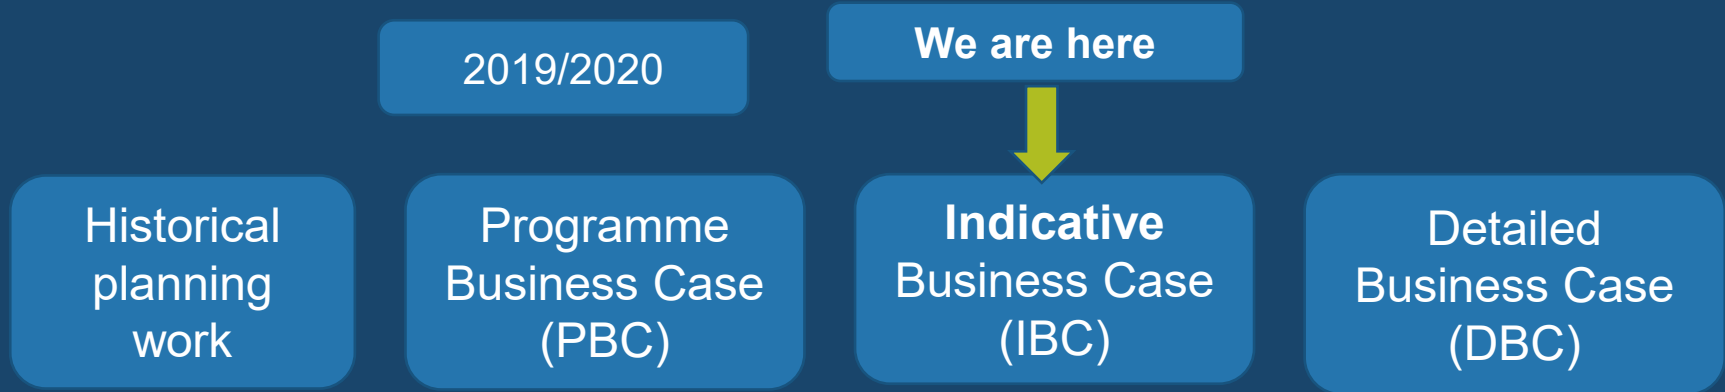 2019/2020
We are here
Historical
planning
work
Programme
Business Case
(PBC)
Indicative
Business Case
(IBC)
Detailed
Business Case
(DBC)